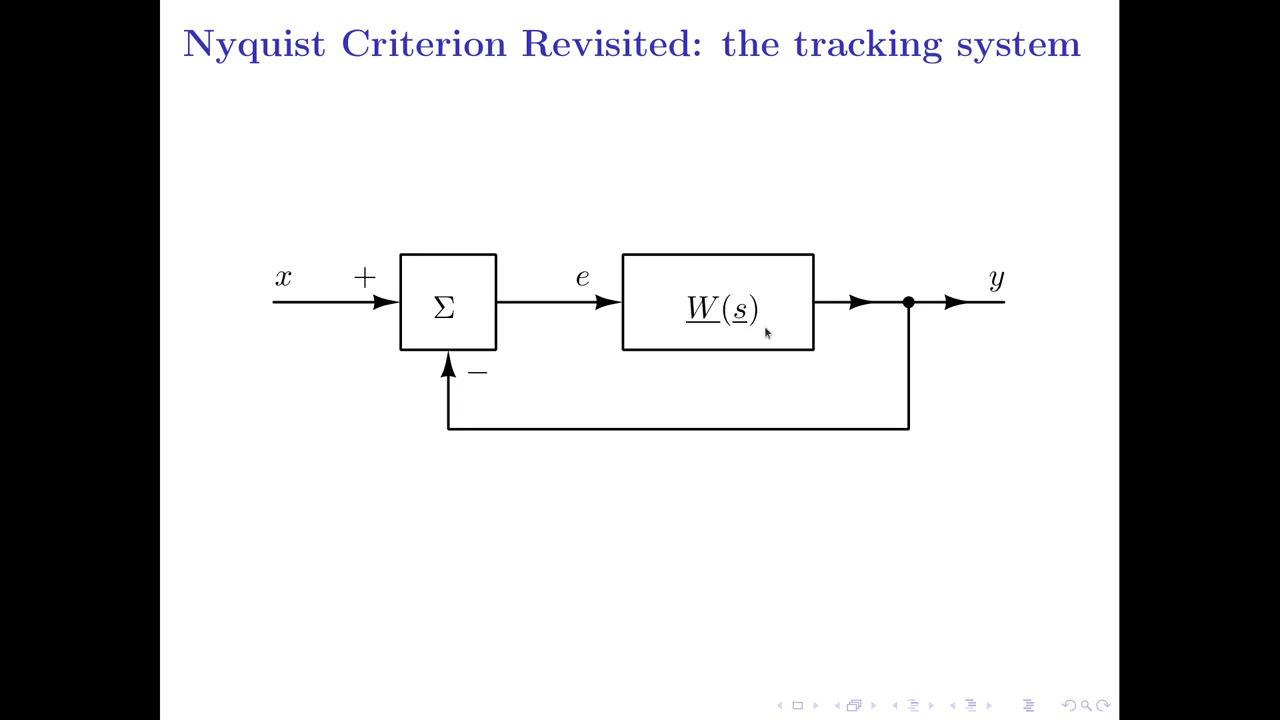 Nyquist Criterion Revisited: the tracking system
x + e y
Σ W(s)
−